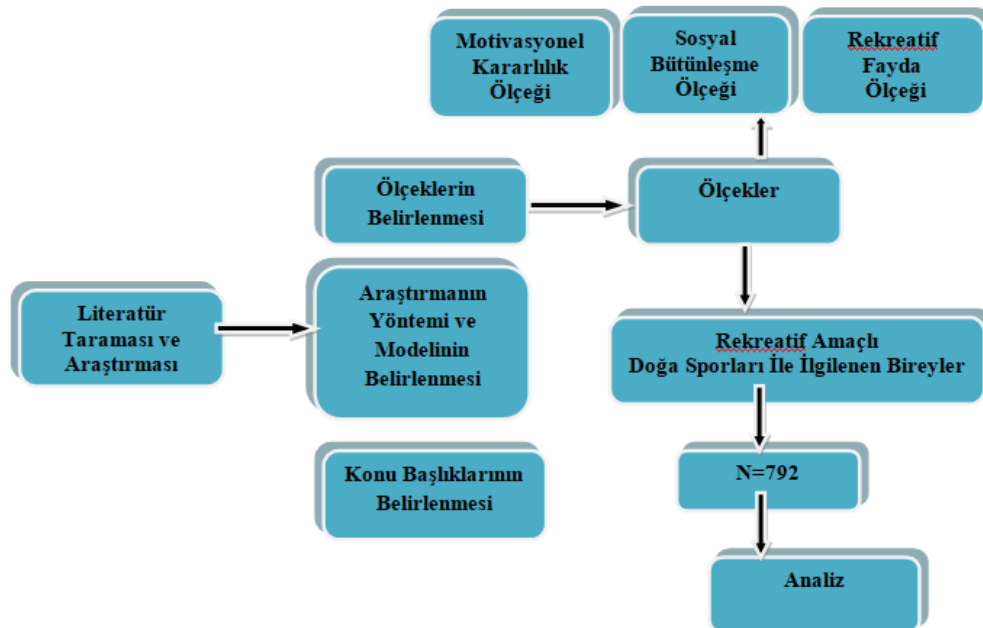 Motivasyonel
Kararlılık
Ölçeği
Sosyal
Bütünleşme
Ölçeği
Rekreatif
Fayda
Ölçeği
Ölçeklerin
Belirlenmesi
Ölçekler
Literatür
Taraması ve
Araştırması
Araştırmanın
Yöntemi ve
Modelinin
Belirlenmesi
Rekreatif Amaçlı
Doğa Sporları İle İlgilenen Bireyler
Konu Başlıklarının
Belirlenmesi
N=792
Analiz